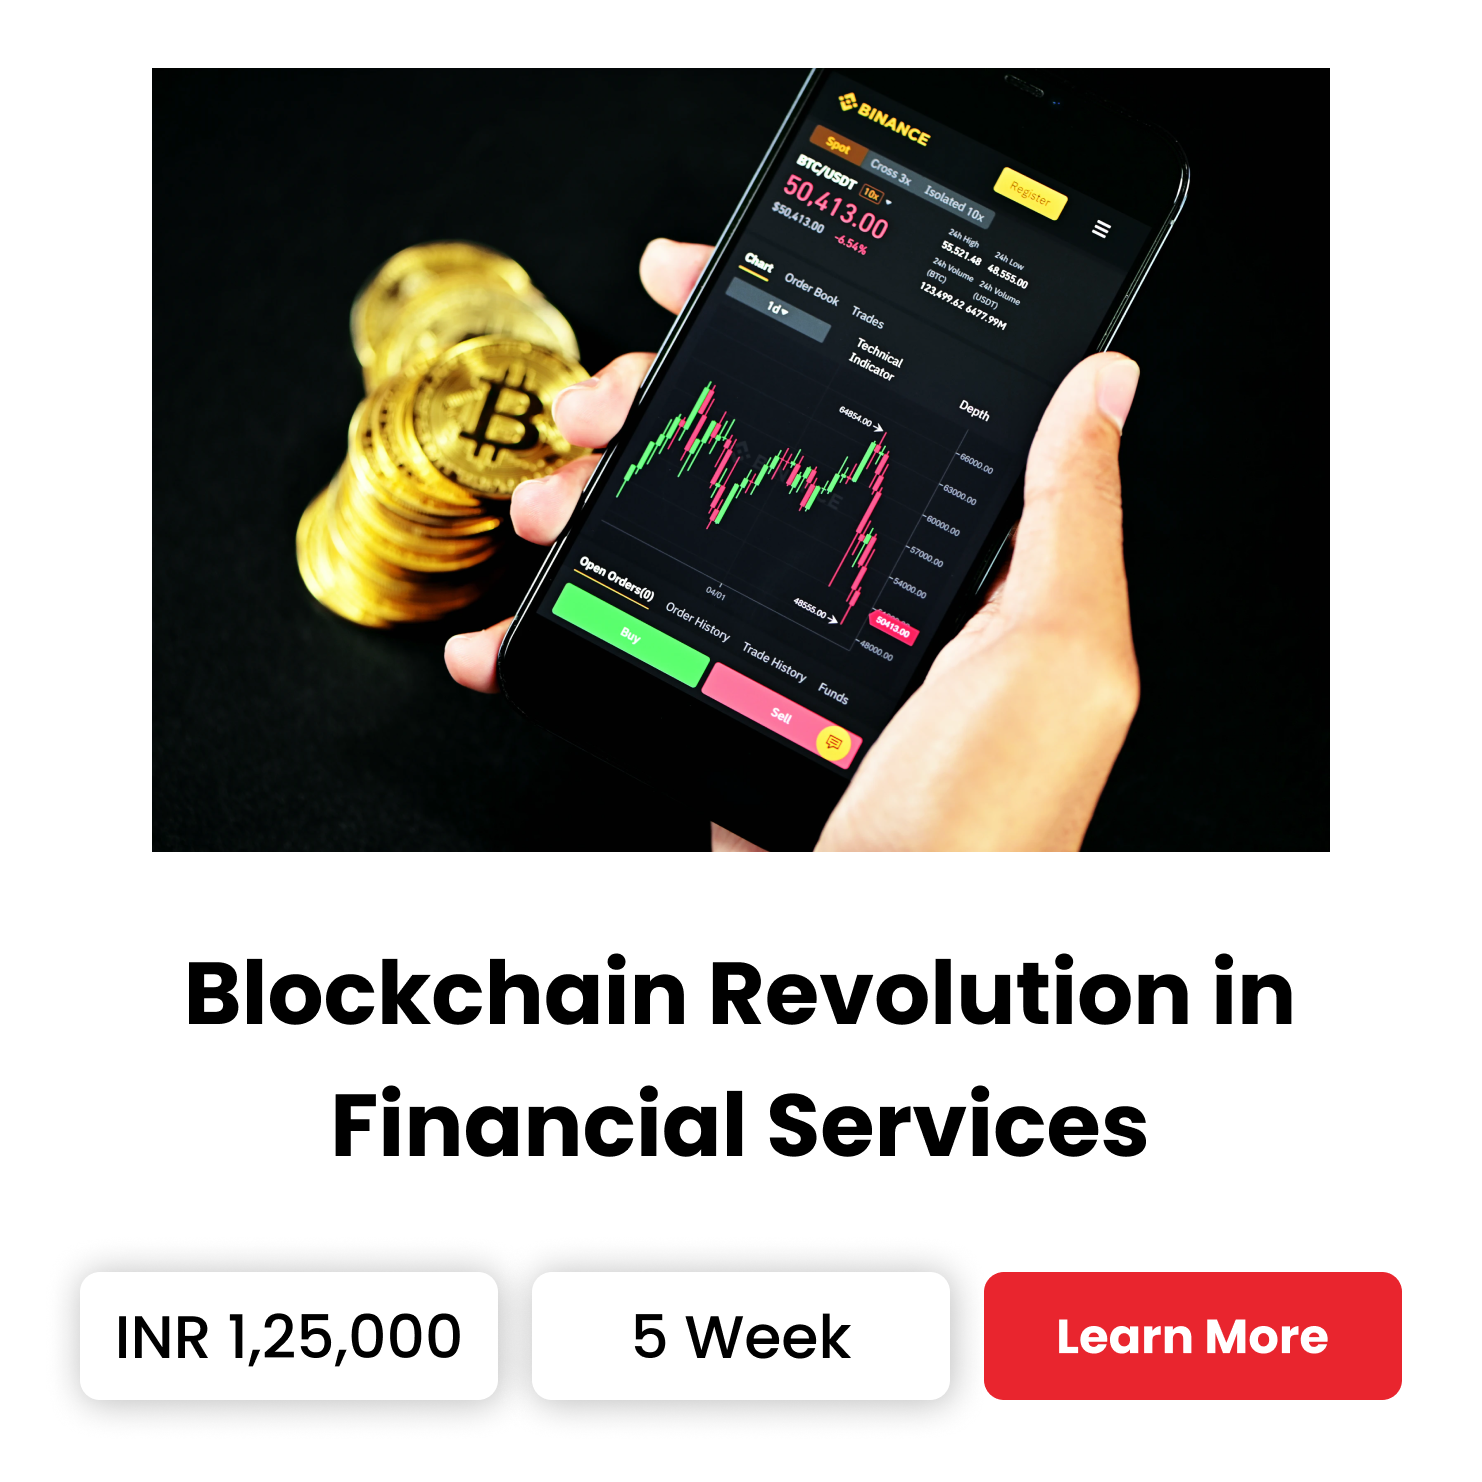 BINANCE
Spot Cross 3x Isolated 10x
Register
BTC/USDT 10x
50,413.00
$50,413.00 -6.54%
24h High 24h Low
55,521.48 48,555.00
24h Volume 24h Volume
(BTC) (USDT)
123,499.62 6477.99M
Chart Order Book Trades
1d
Technical
Indicator
Depth
64854.00
66000.00
63000.00
60000.00
57000.00
54000.00
50413.00
48000.00
48555.00
04/01
Open Orders(0) Order History Trade History Funds
Buy
Sell
Blockchain Revolution in
Financial Services
INR 1,25,000
5 Week
Learn More